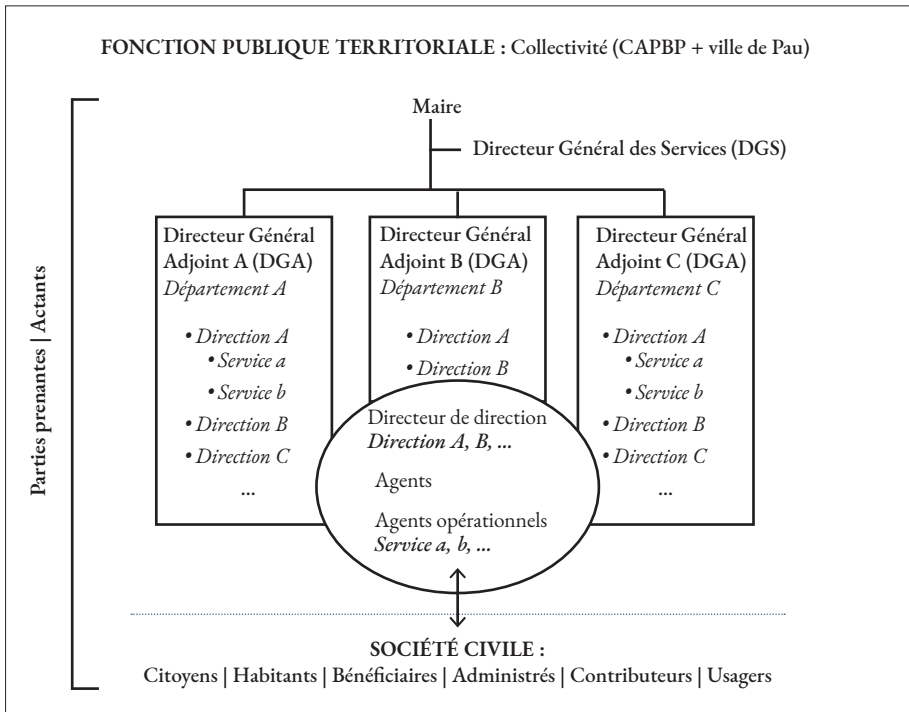 FONCTION PUBLIQUE TERRITORIALE : Collectivité (CAPBP + ville de Pau)
Parties prenantes | Actants
Maire
Directeur Général des Services (DGS)
Directeur Général
Adjoint A (DGA)
Département A
• Direction A
• Service a
• Service b
• Direction B
• Direction C
...
Directeur Général
Adjoint B (DGA)
Département B
• Direction A
• Direction B
Directeur Général
Adjoint C (DGA)
Département C
• Direction A
• Service a
• Service b
• Direction B
• Direction C
...
Directeur de direction
Direction A, B, ...
Agents
Agents opérationnels
Service a, b, ...
SOCIÉTÉ CIVILE :
Citoyens | Habitants | Bénéficiaires | Administrés | Contributeurs | Usagers